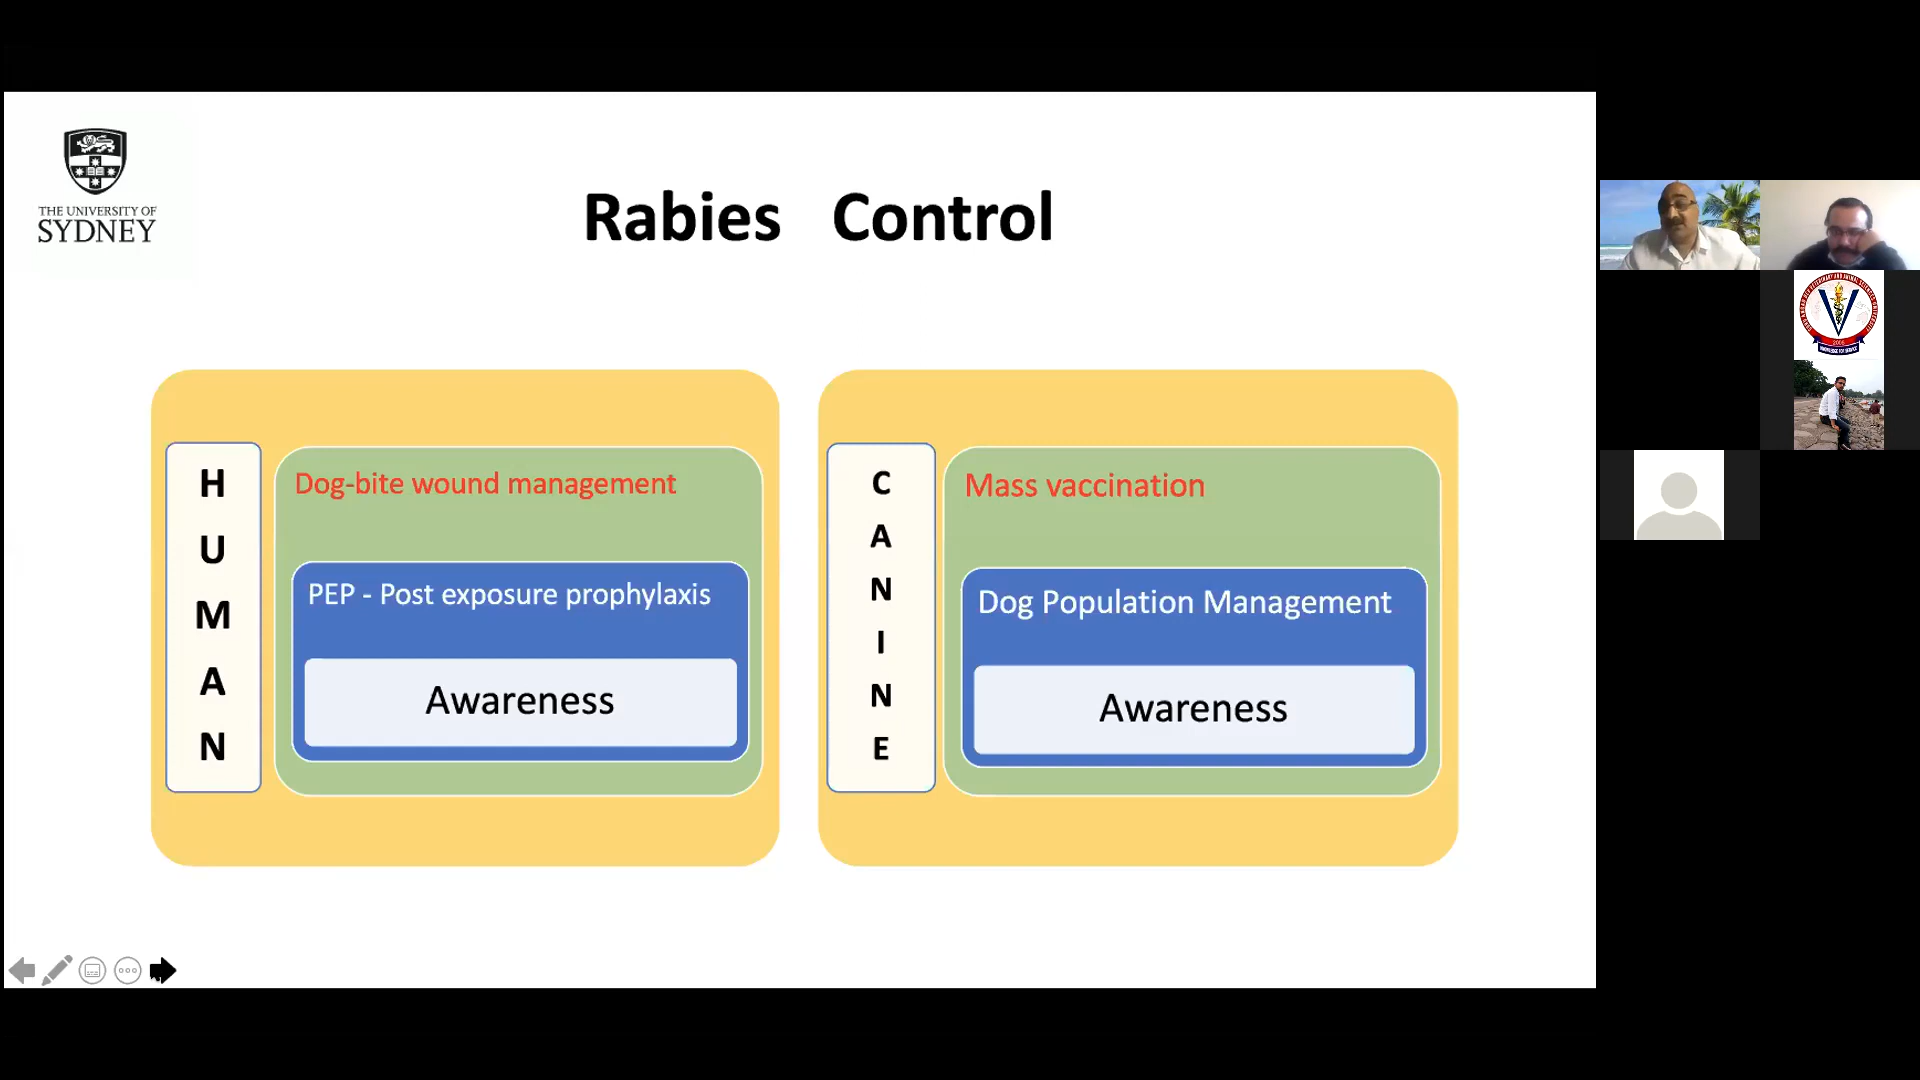 THE UNIVERSITY OF
SYDNEY
Rabies Control
H
U
M
A
N
Dog-bite wound management
PEP - Post exposure prophylaxis
Awareness
C
A
N
I
N
E
Mass vaccination
Dog Population Management
Awareness